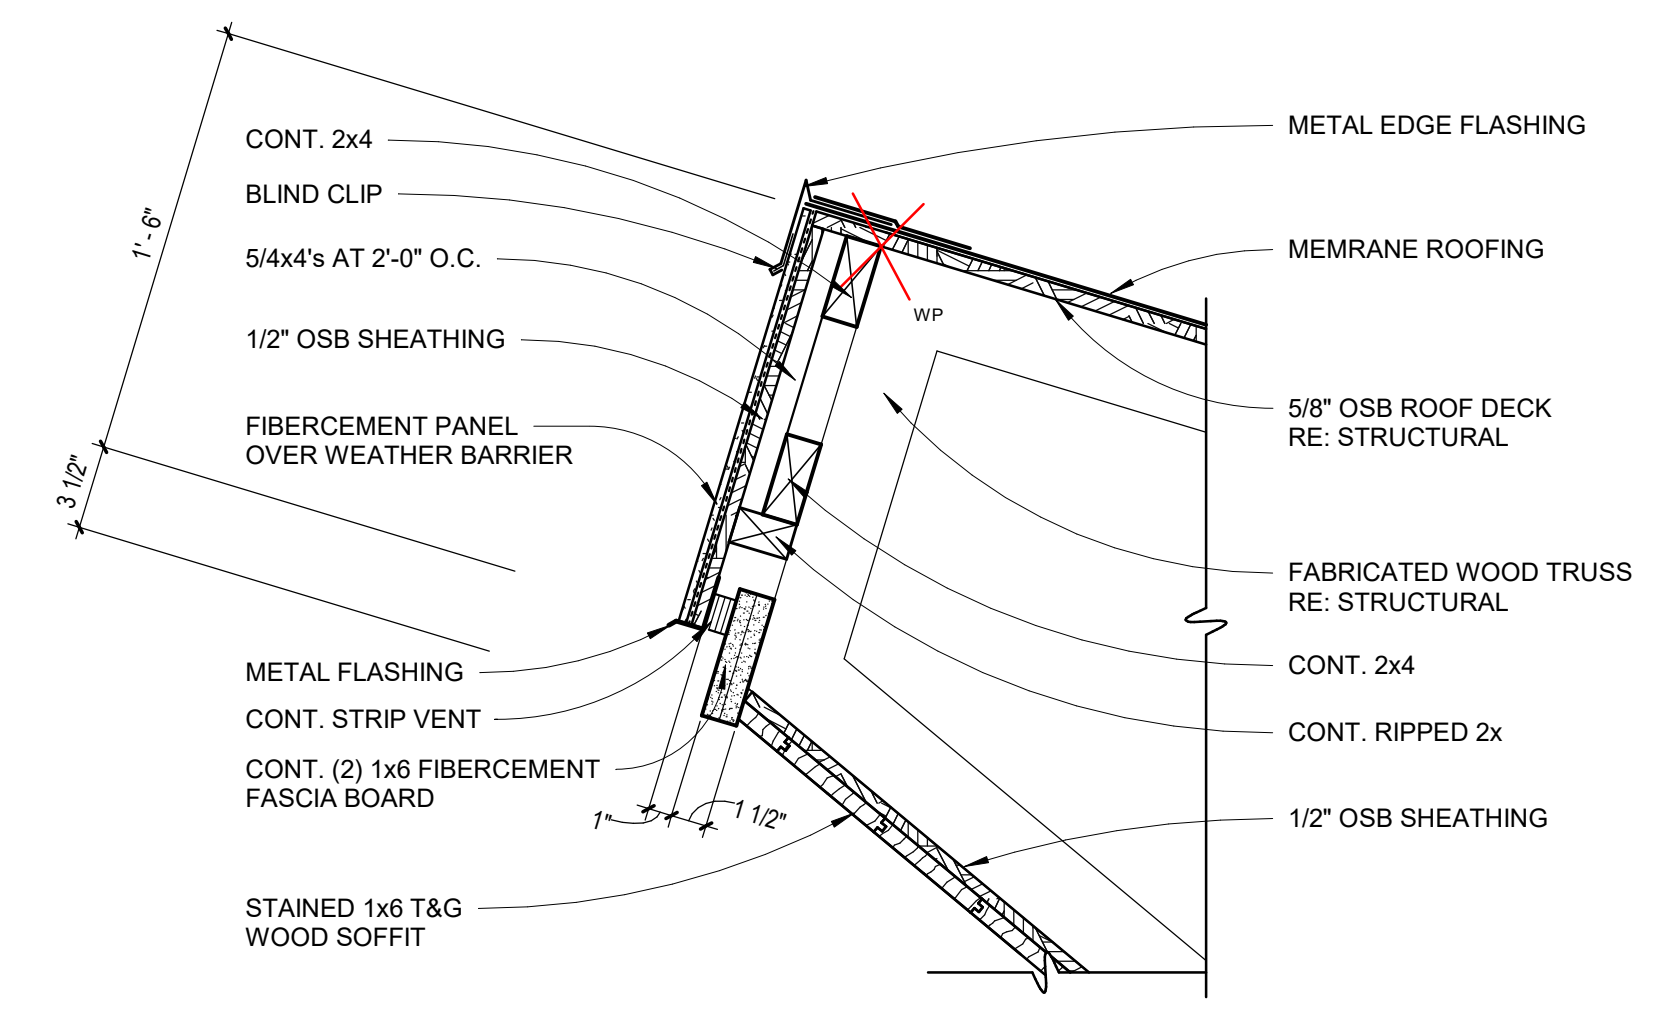 1' - 6"
3 1/2"
CONT. 2x4
BLIND CLIP
5/4x4's AT 2'-0" O.C.
1/2" OSB SHEATHING
FIBERCEMENT PANEL
OVER WEATHER BARRIER
METAL FLASHING
CONT. STRIP VENT
CONT. (2) 1x6 FIBERCEMENT
FASCIA BOARD
1"
1 1/2"
STAINED 1x6 T&G
WOOD SOFFIT
WP
METAL EDGE FLASHING
MEMRANE ROOFING
5/8" OSB ROOF DECK
RE: STRUCTURAL
FABRICATED WOOD TRUSS
RE: STRUCTURAL
CONT. 2x4
CONT. RIPPED 2x
1/2" OSB SHEATHING